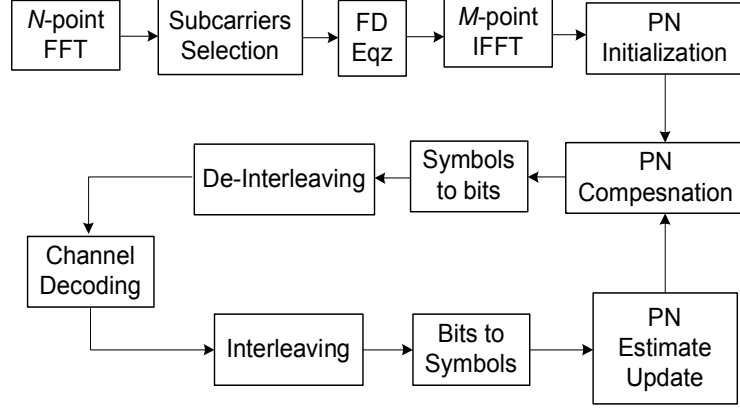 N-point
FFT
Subcarriers
Selection
FD
Eqz
M-point
IFFT
PN
Initialization
De-Interleaving
Symbols
to bits
PN
Compesnation
Channel
Decoding
Interleaving
Bits to
Symbols
PN
Estimate
Update